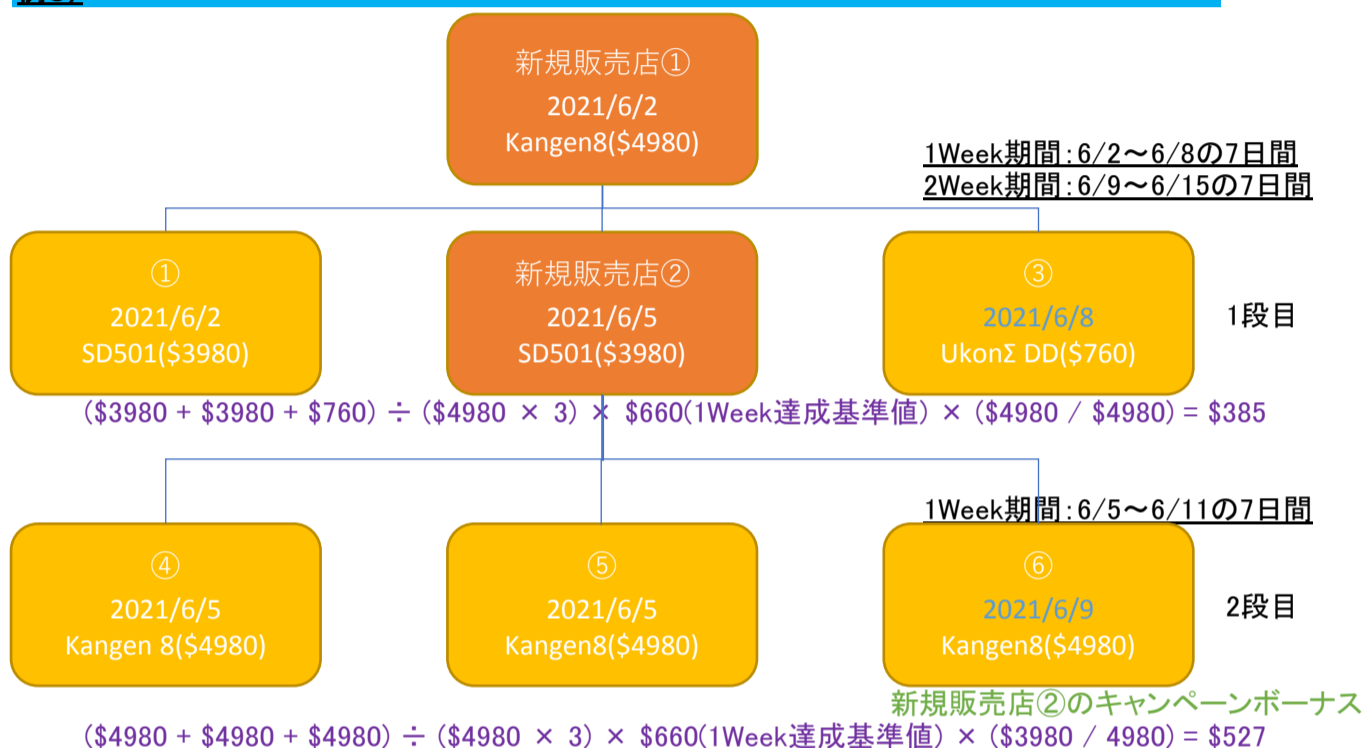 新規販売店①
2021/6/2
Kangen8($4980)
1Week期間:6/2～6/8の7日間
2Week期間:6/9～6/15の7日間
①
2021/6/2
SD501($3980)
新規販売店②
2021/6/5
SD501($3980)
③
2021/6/8
UkonΣ DD($760)
1段目
($3980 + $3980 + $760) ÷ ($4980 × 3) × $660(1Week達成基準値) × ($4980 / $4980) = $385
1Week期間:6/5～6/11の7日間
④
2021/6/5
Kangen 8($4980)
⑤
2021/6/5
Kangen8($4980)
⑥
2021/6/9
Kangen8($4980)
2段目
新規販売店②のキャンペーンボーナス
($4980 + $4980 + $4980) ÷ ($4980 × 3) × $660(1Week達成基準値) × ($3980 / 4980) = $527